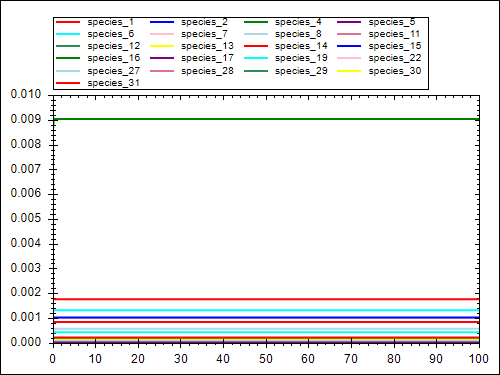 species_1 species_2 species_4 species_5
species_6 species_7 species_8 species_11
species_12 species_13 species_14 species_15
species_16 species_17 species_19 species_22
species_27 species_28 species_29 species_30
species_31
0.010
0.009
0.008
0.007
0.006
0.005
0.004
0.003
0.002
0.001
0.000
0 10 20 30 40 50 60 70 80 90 100